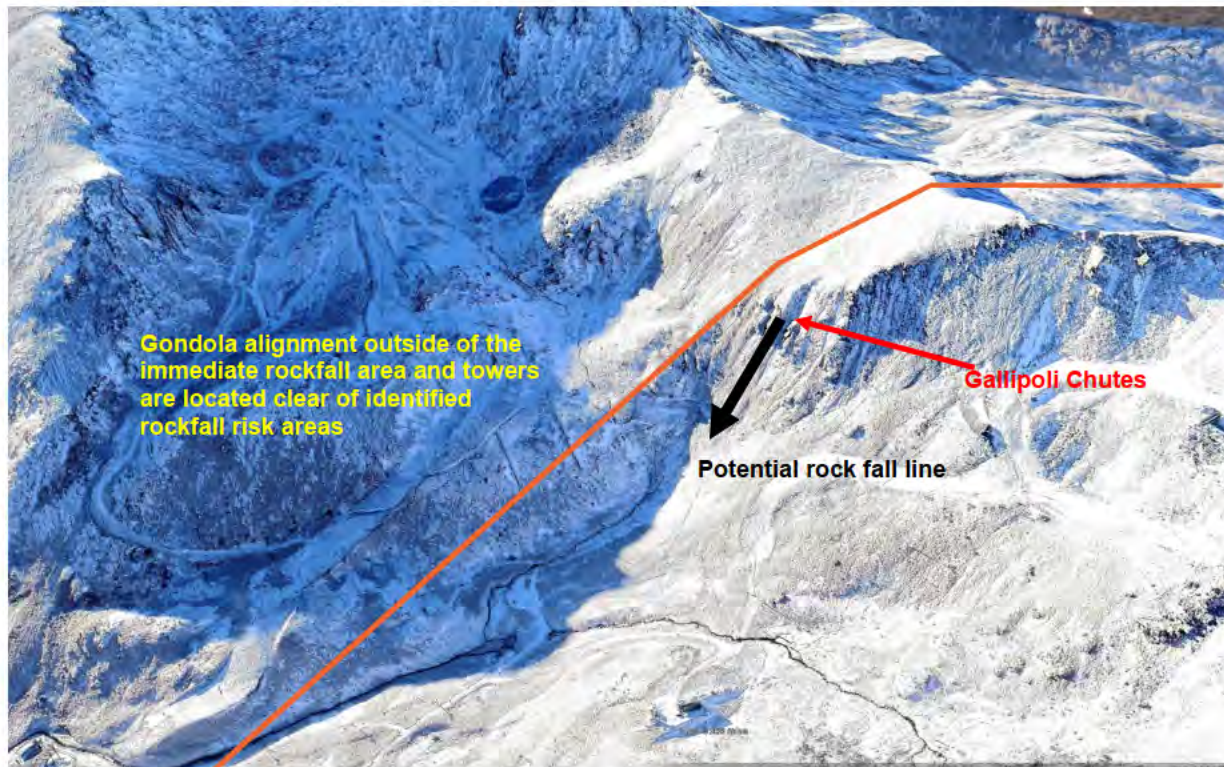 Gondola alignment outside of the
immediate rockfall area and towers
are located clear of identified
rockfall risk areas
Gallipoli Chutes
Potential rock fall line